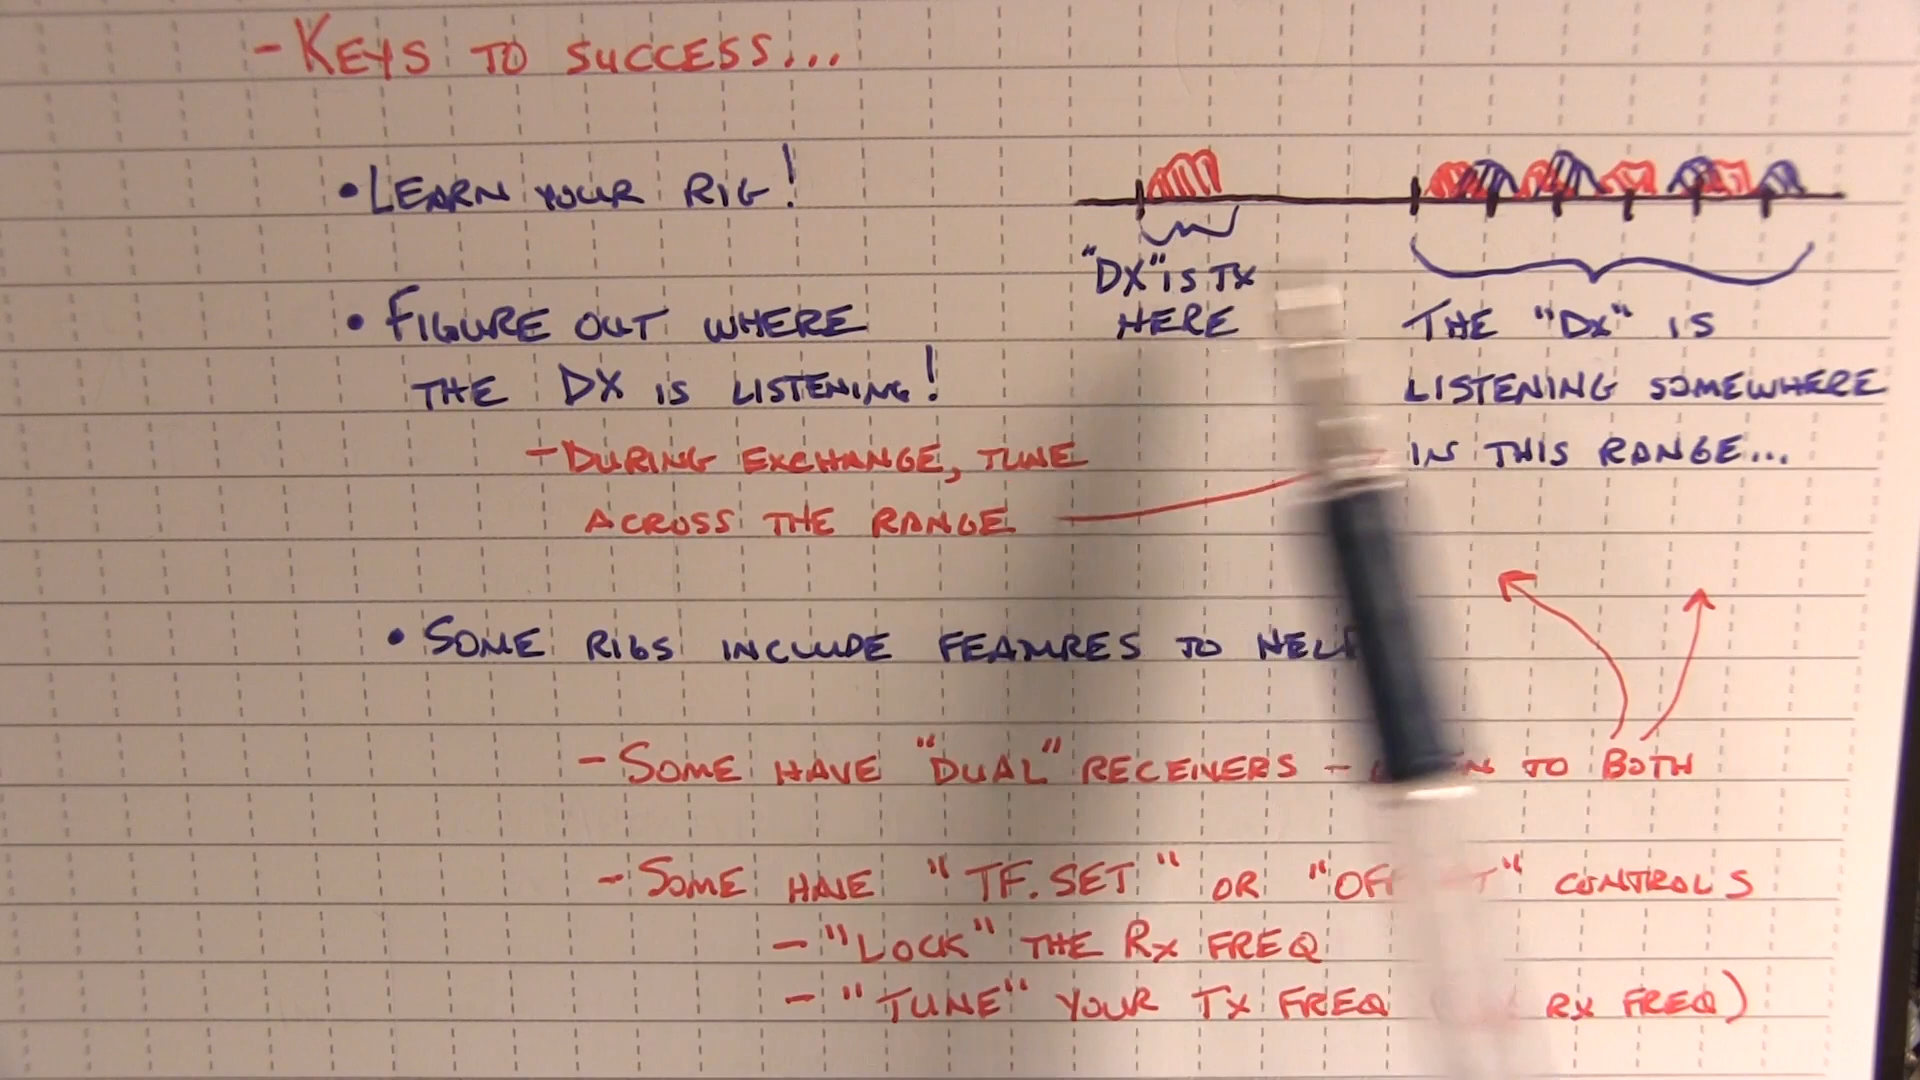 - KEYS TO SUCCESS...
• LEARN YOUR RIG!
"DX" IS TX
HERE
THE "DX" IS
LISTENING SOMEWHERE
IN THIS RANGE...
• FIGURE OUT WHERE
THE DX IS LISTENING!
- DURING EXCHANGE, TUNE
ACROSS THE RANGE
• SOME RIGS INCLUDE FEATURES TO HELP
- SOME HAVE "DUAL" RECEIVERS - TO BOTH
- SOME HAVE "TF.SET" OR CONTROLS
- "LOCK" THE RX FREQ
- "TUNE" YOUR TX FREQ RX FREQ)